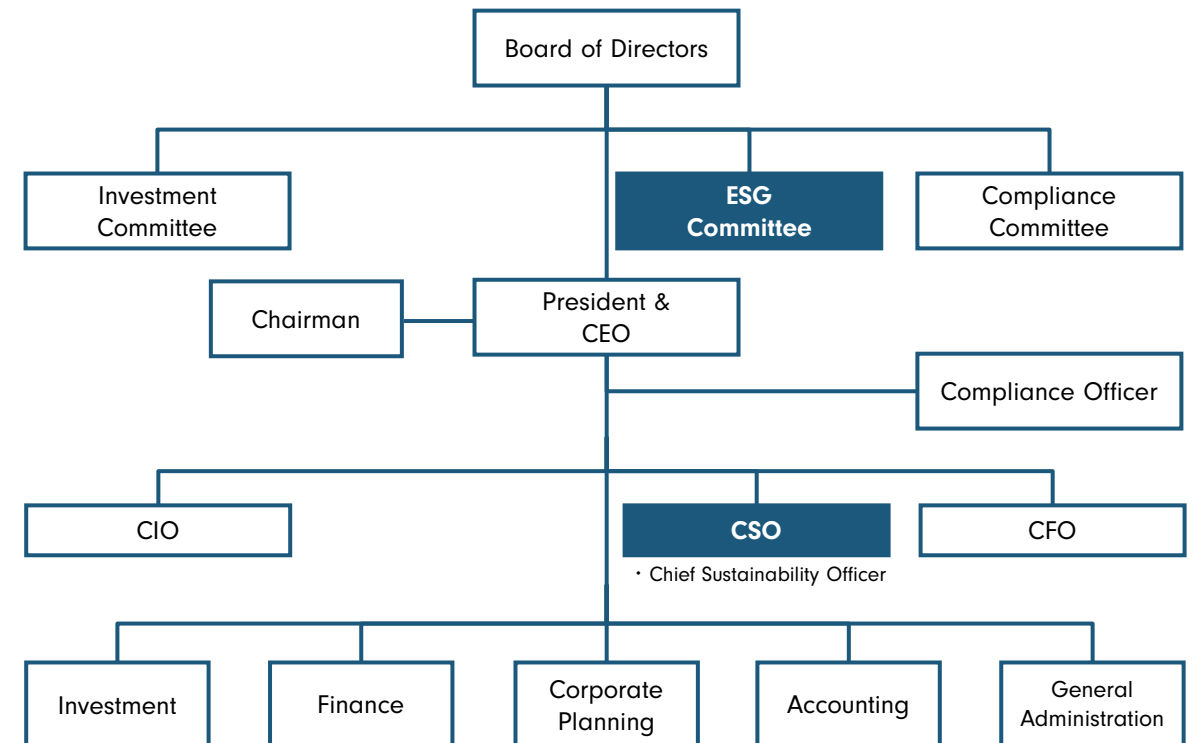 Board of Directors
Investment
Committee
ESG
Committee
Compliance
Committee
Chairman
President &
CEO
Compliance Officer
CIO
CSO
CFO
・Chief Sustainability Officer
Investment
Finance
Corporate
Planning
Accounting
General
Administration